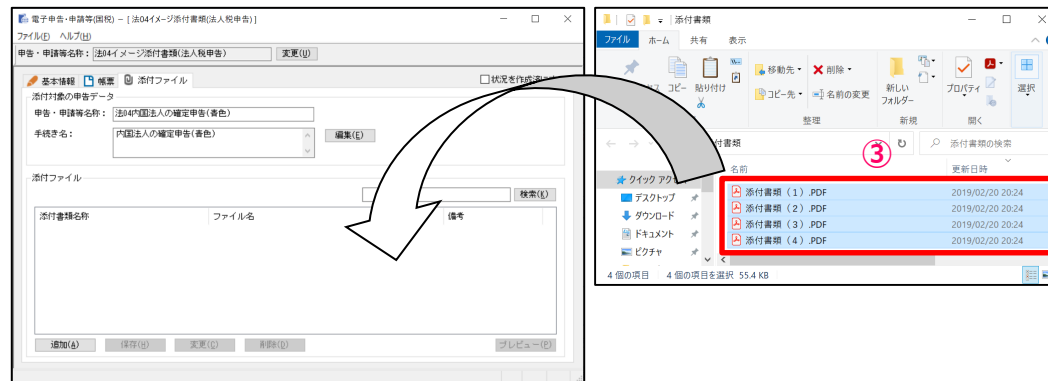 電子申告・申請等(国税) - [ 法04イメージ添付書類(法人税申告) ]
ファイル(F) ヘルプ(H)
申告・申請等名称： 法04イメージ添付書類(法人税申告) 変更(U)
基本情報 帳票 添付ファイル
添付対象の申告データ
申告・申請等名称： 法04内国法人の確定申告(青色)
手続き名： 内国法人の確定申告(青色) 編集(E)
添付ファイル
検索(K)
添付書類名称 ファイル名 備考
追加(A) 保存(H) 変更(C) 削除(D) プレビュー(P)
添付書類
ファイル ホーム 共有 表示
コピー 貼り付け
移動先 削除
コピー先 名前の変更
新しい
フォルダー
プロパティ
選択
整理 新規 開く
付書類 添付書類の検索
③
名前 更新日時
クイック アクセ
デスクトップ
ダウンロード
ドキュメント
ピクチャ
添付書類（1）.PDF 2019/02/20 20:24
添付書類（2）.PDF 2019/02/20 20:24
添付書類（3）.PDF 2019/02/20 20:24
添付書類（4）.PDF 2019/02/20 20:24
4 個の項目 4 個の項目を選択 55.4 KB